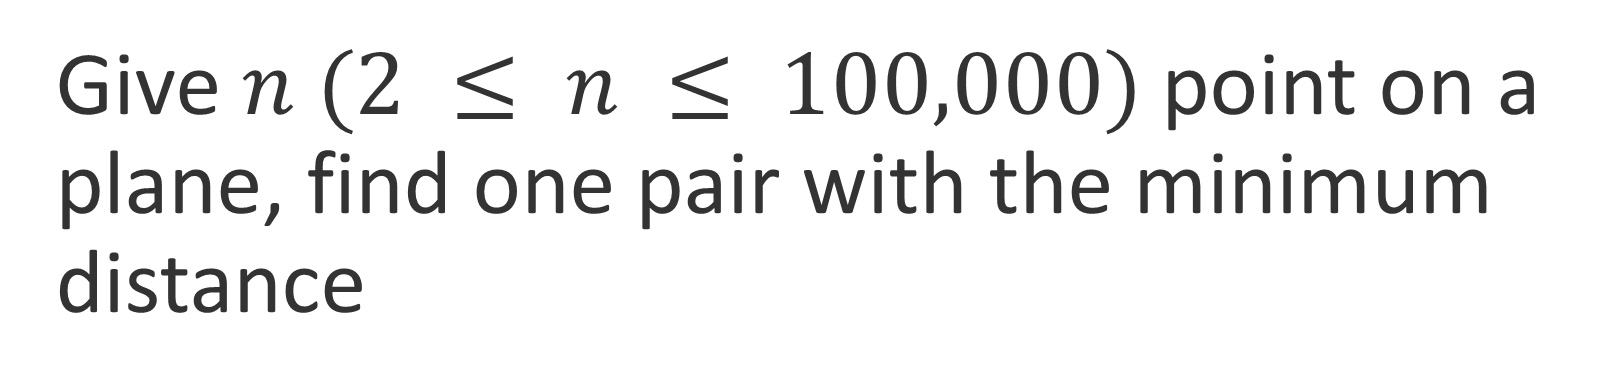 Give n (2 ≤ n ≤ 100,000) point on a
plane, find one pair with the minimum
distance